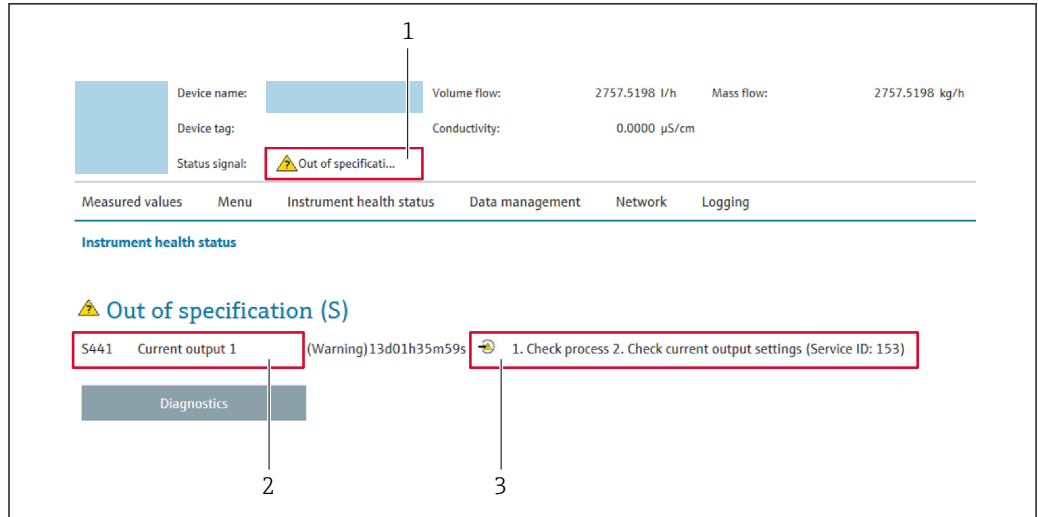 1
Device name: Volume flow: 2757.5198 l/h Mass flow: 2757.5198 kg/h
Device tag: Conductivity: 0.0000 µS/cm
Status signal: Out of specificati...
Measured values Menu Instrument health status Data management Network Logging
Instrument health status
Out of specification (S)
S441 Current output 1 (Warning)13d01h35m59s 1. Check process 2. Check current output settings (Service ID: 153)
Diagnostics
2 3